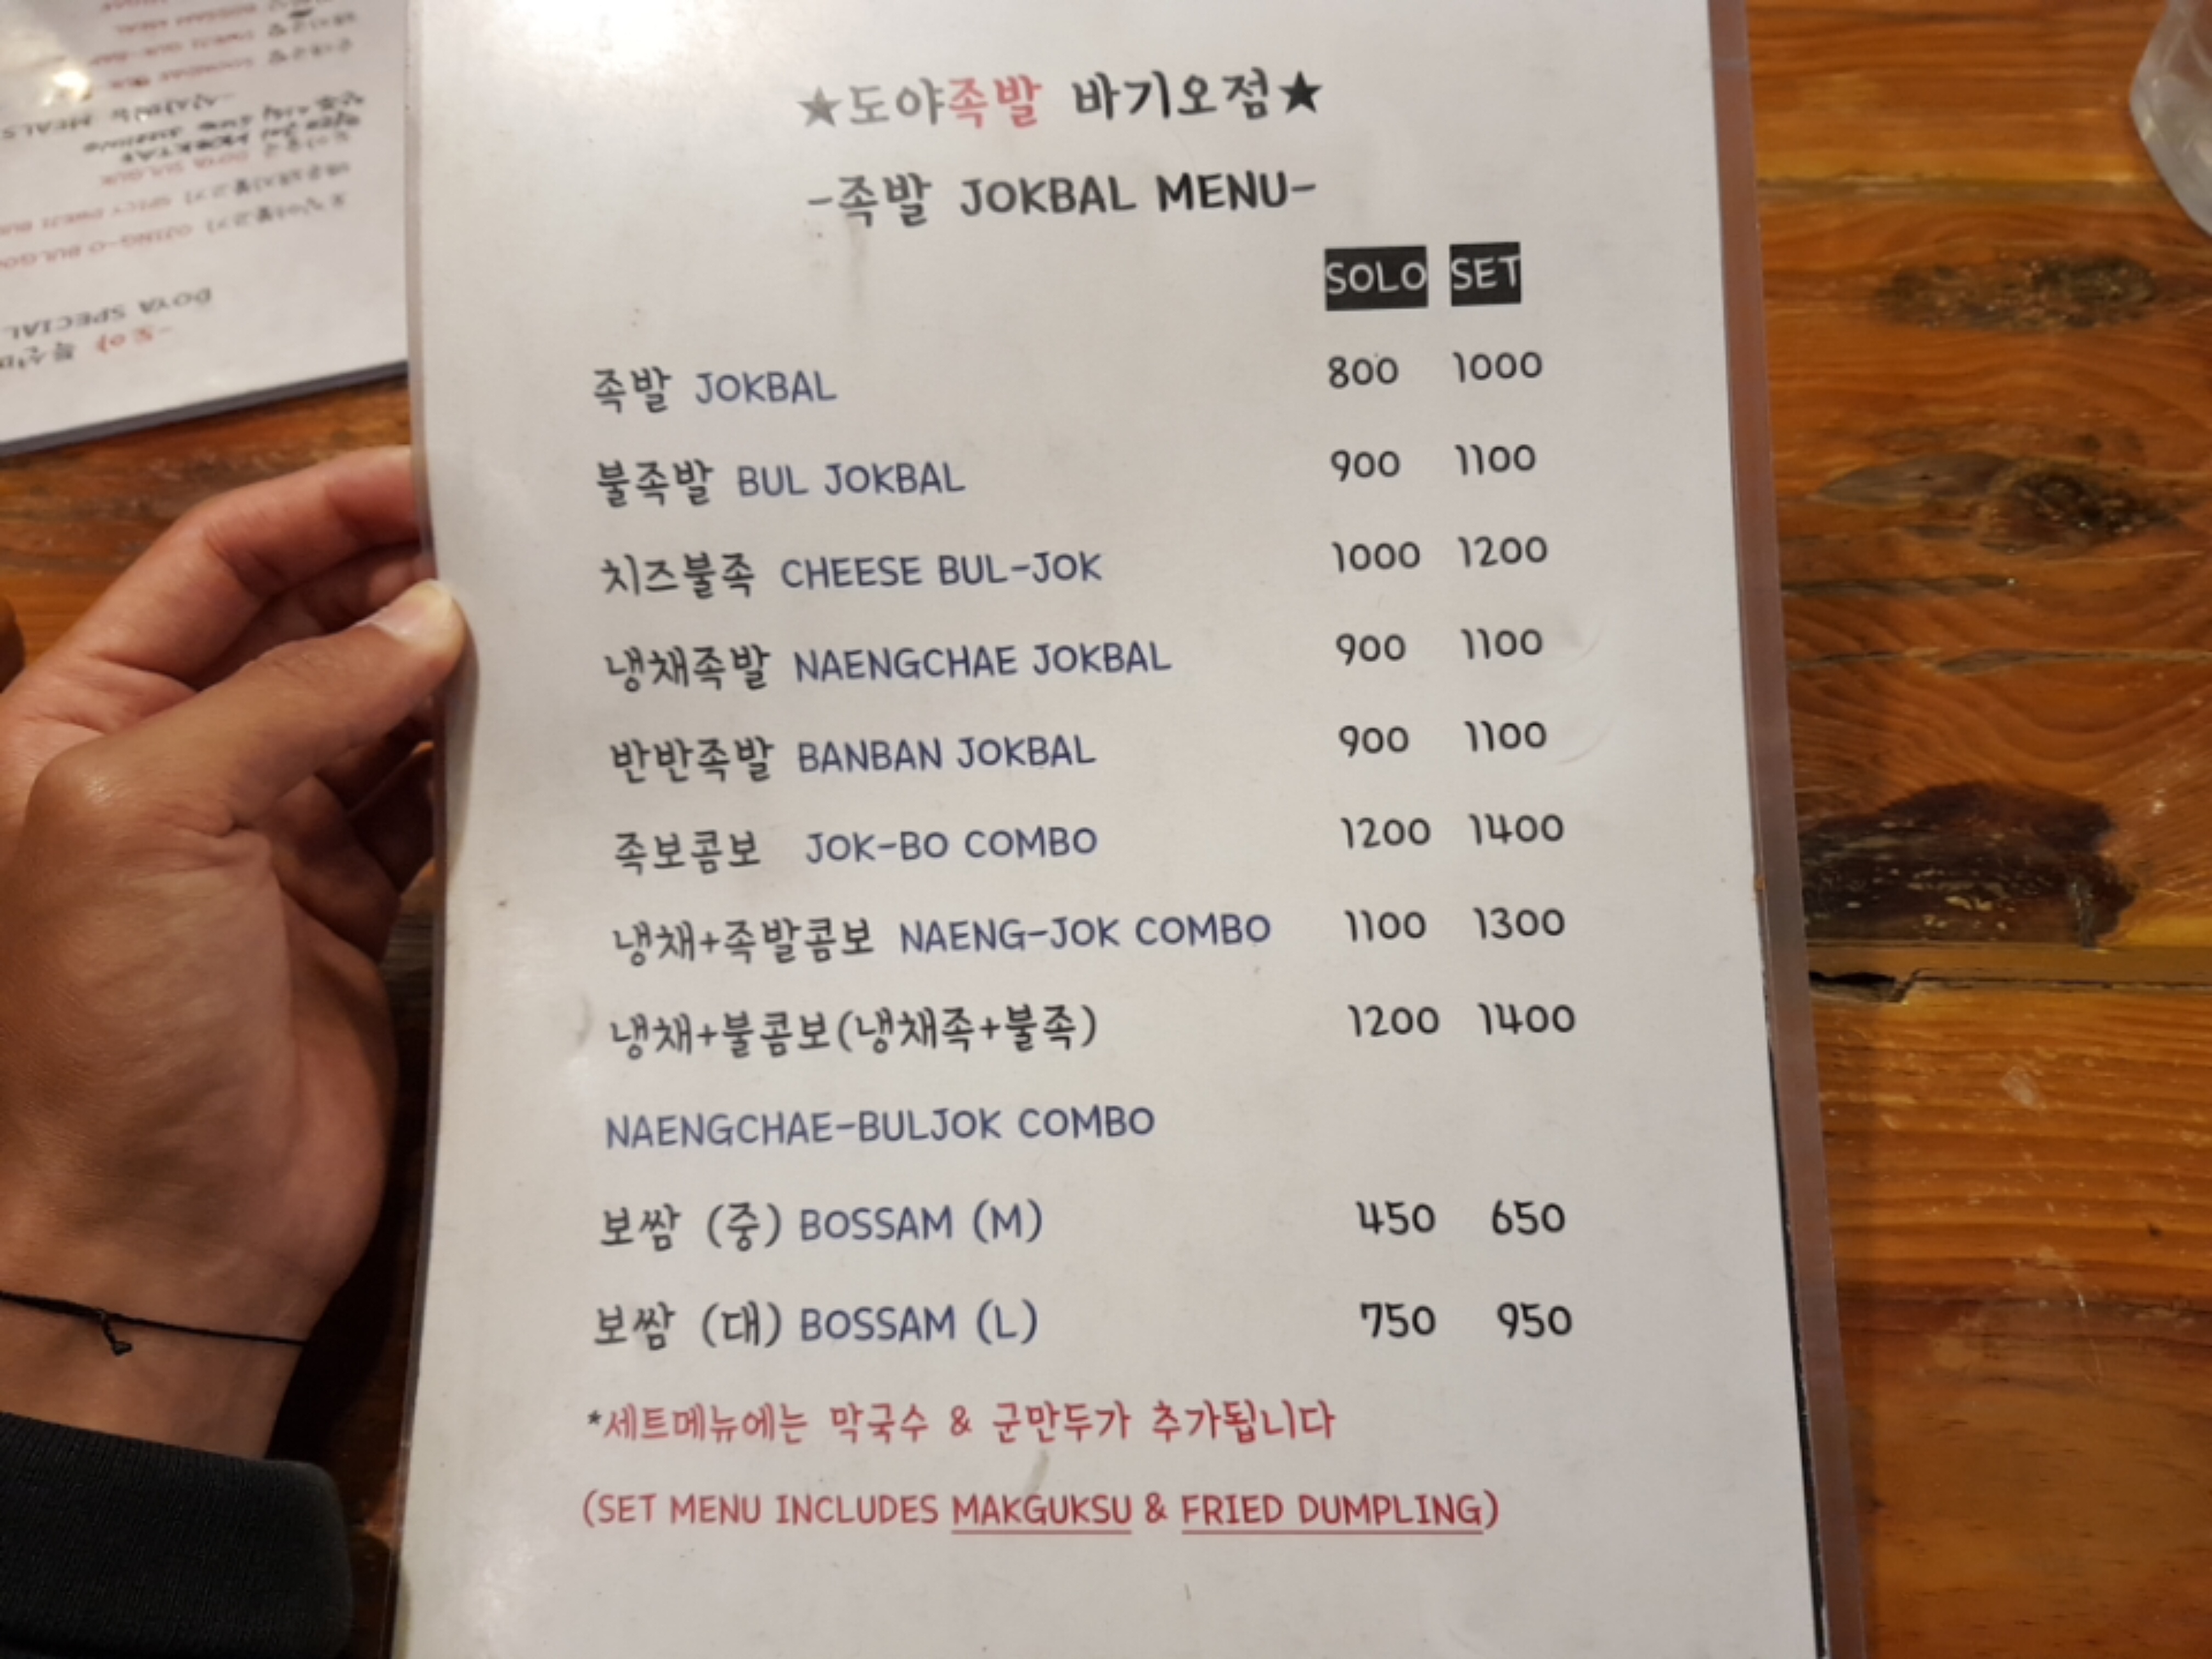 ★도야족발 바기오점★
-족발 JOKBAL MENU-
SOLO SET
족발 JOKBAL 800 1000
불족발 BUL JOKBAL 900 1100
치즈불족 CHEESE BUL-JOK 1000 1200
냉채족발 NAENGCHAE JOKBAL 900 1100
반반족발 BANBAN JOKBAL 900 1100
족보콤보 JOK-BO COMBO 1200 1400
냉채+족발콤보 NAENG-JOK COMBO 1100 1300
냉채+불콤보(냉채족+불족) 1200 1400
NAENGCHAE-BULJOK COMBO
보쌈 (중) BOSSAM (M) 450 650
보쌈 (대) BOSSAM (L) 750 950
*세트메뉴에는 막국수 & 군만두가 추가됩니다
(SET MENU INCLUDES MAKGUKSU & FRIED DUMPLING)
DOYA SPECIAL